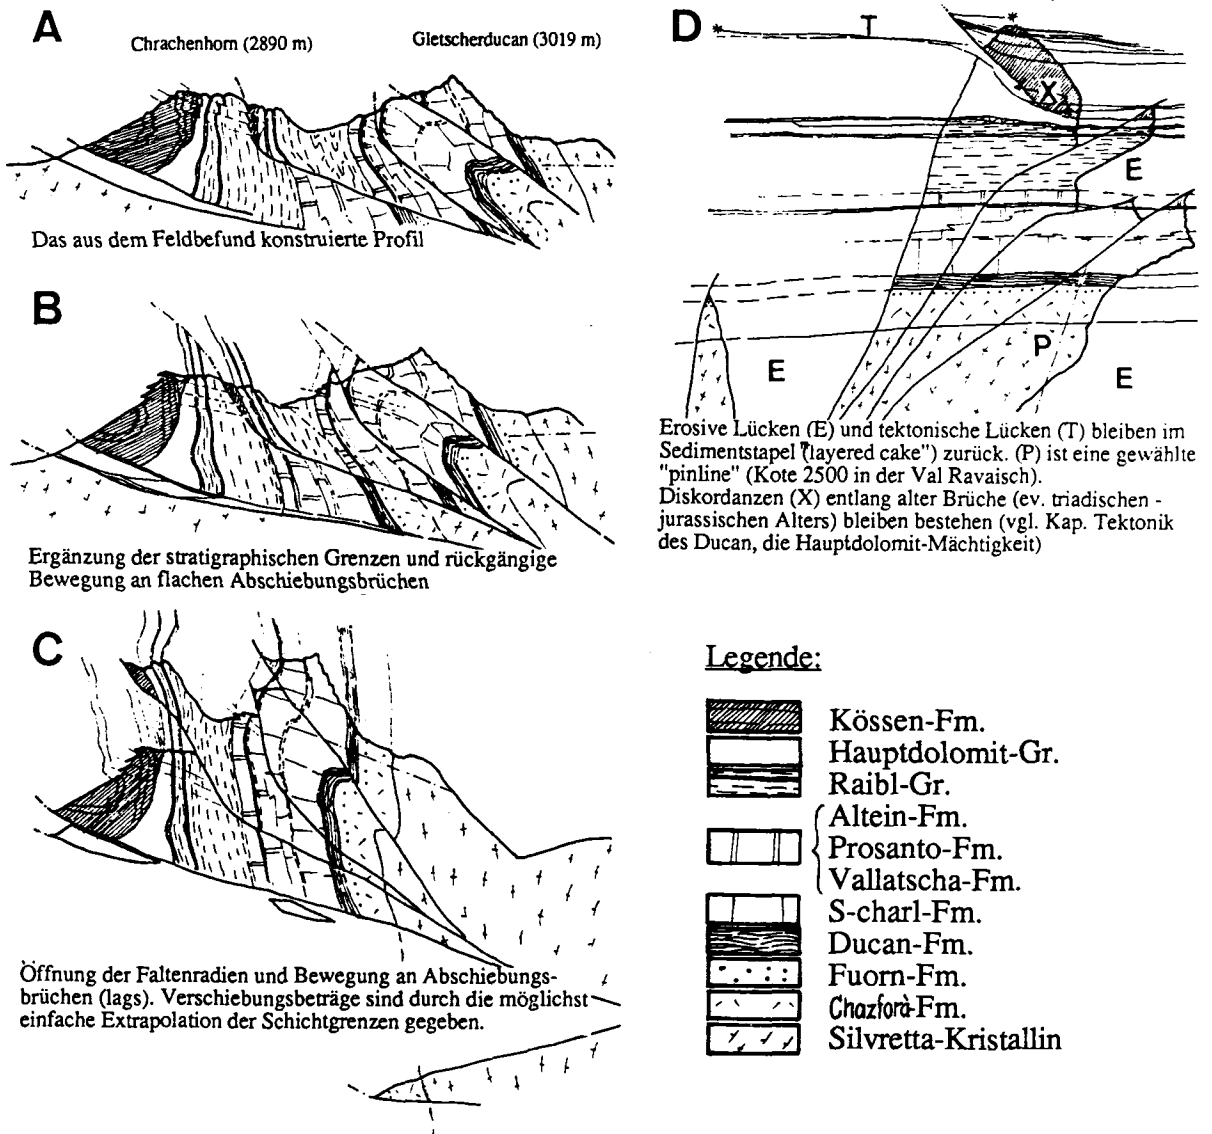 A
Chrachenhorn (2890 m)
Gletscherducan (3019 m)
Das aus dem Feldbefund konstruierte Profil
B
Ergänzung der stratigraphischen Grenzen und rückgängige
Bewegung an flachen Abschiebungsbrüchen
C
Öffnung der Faltenradien und Bewegung an Abschiebungs-
brüchen (lags). Verschiebungsbeträge sind durch die möglichst
einfache Extrapolation der Schichtgrenzen gegeben.
D
*
T
*
X
E
P
E
E
Erosive Lücken (E) und tektonische Lücken (T) bleiben im
Sedimentstapel "layered cake") zurück. (P) ist eine gewählte
"pinline" (Kote 2500 in der Val Ravaisch).
Diskordanzen (X) entlang alter Brüche (ev. triadischen -
jurassischen Alters) bleiben bestehen (vgl. Kap. Tektonik
des Ducan, die Hauptdolomit-Mächtigkeit)
Legende:
Kössen-Fm.
Hauptdolomit-Gr.
Raibl-Gr.
Altein-Fm.
Prosanto-Fm.
Vallatscha-Fm.
S-charl-Fm.
Ducan-Fm.
Fuorn-Fm.
Chazforà-Fm.
Silvretta-Kristallin